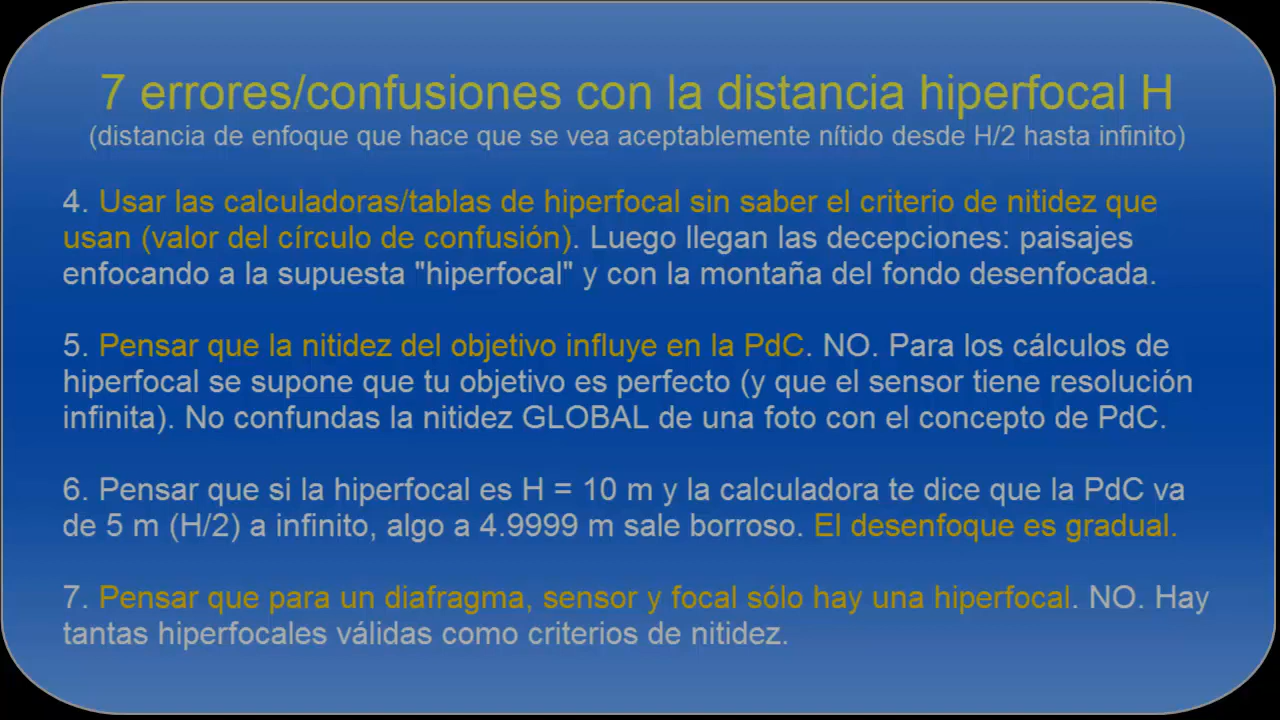 7 errores/confusiones con la distancia hiperfocal H
(distancia de enfoque que hace que se vea aceptablemente nítido desde H/2 hasta infinito)
4. Usar las calculadoras/tablas de hiperfocal sin saber el criterio de nitidez que
usan (valor del círculo de confusión). Luego llegan las decepciones: paisajes
enfocando a la supuesta "hiperfocal" y con la montaña del fondo desenfocada.
5. Pensar que la nitidez del objetivo influye en la PdC. NO. Para los cálculos de
hiperfocal se supone que tu objetivo es perfecto (y que el sensor tiene resolución
infinita). No confundas la nitidez GLOBAL de una foto con el concepto de PdC.
6. Pensar que si la hiperfocal es H = 10 m y la calculadora te dice que la PdC va
de 5 m (H/2) a infinito, algo a 4.9999 m sale borroso. El desenfoque es gradual.
7. Pensar que para un diafragma, sensor y focal sólo hay una hiperfocal. NO. Hay
tantas hiperfocales válidas como criterios de nitidez.